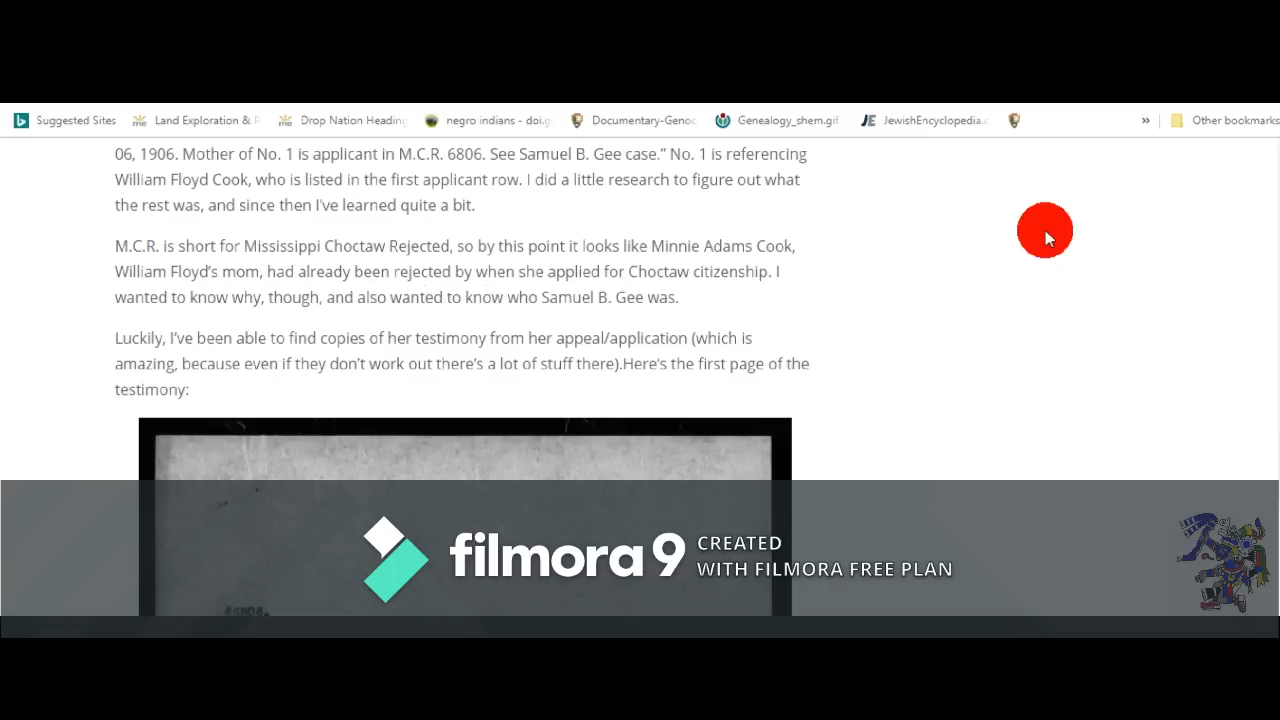 Suggested Sites
Land Exploration &
Drop Nation Heading
negro indians - doi.g
Documentary-Genoc
Genealogy_shem.gif
JewishEncyclopedia.c
»
Other bookmarks
06, 1906. Mother of No. 1 is applicant in M.C.R. 6806. See Samuel B. Gee case.” No. 1 is referencing
William Floyd Cook, who is listed in the first applicant row. I did a little research to figure out what
the rest was, and since then I’ve learned quite a bit.
M.C.R. is short for Mississippi Choctaw Rejected, so by this point it looks like Minnie Adams Cook,
William Floyd’s mom, had already been rejected by when she applied for Choctaw citizenship. I
wanted to know why, though, and also wanted to know who Samuel B. Gee was.
Luckily, I’ve been able to find copies of her testimony from her appeal/application (which is
amazing, because even if they don’t work out there’s a lot of stuff there).Here’s the first page of the
testimony:
filmora 9
CREATED
WITH FILMORA FREE PLAN